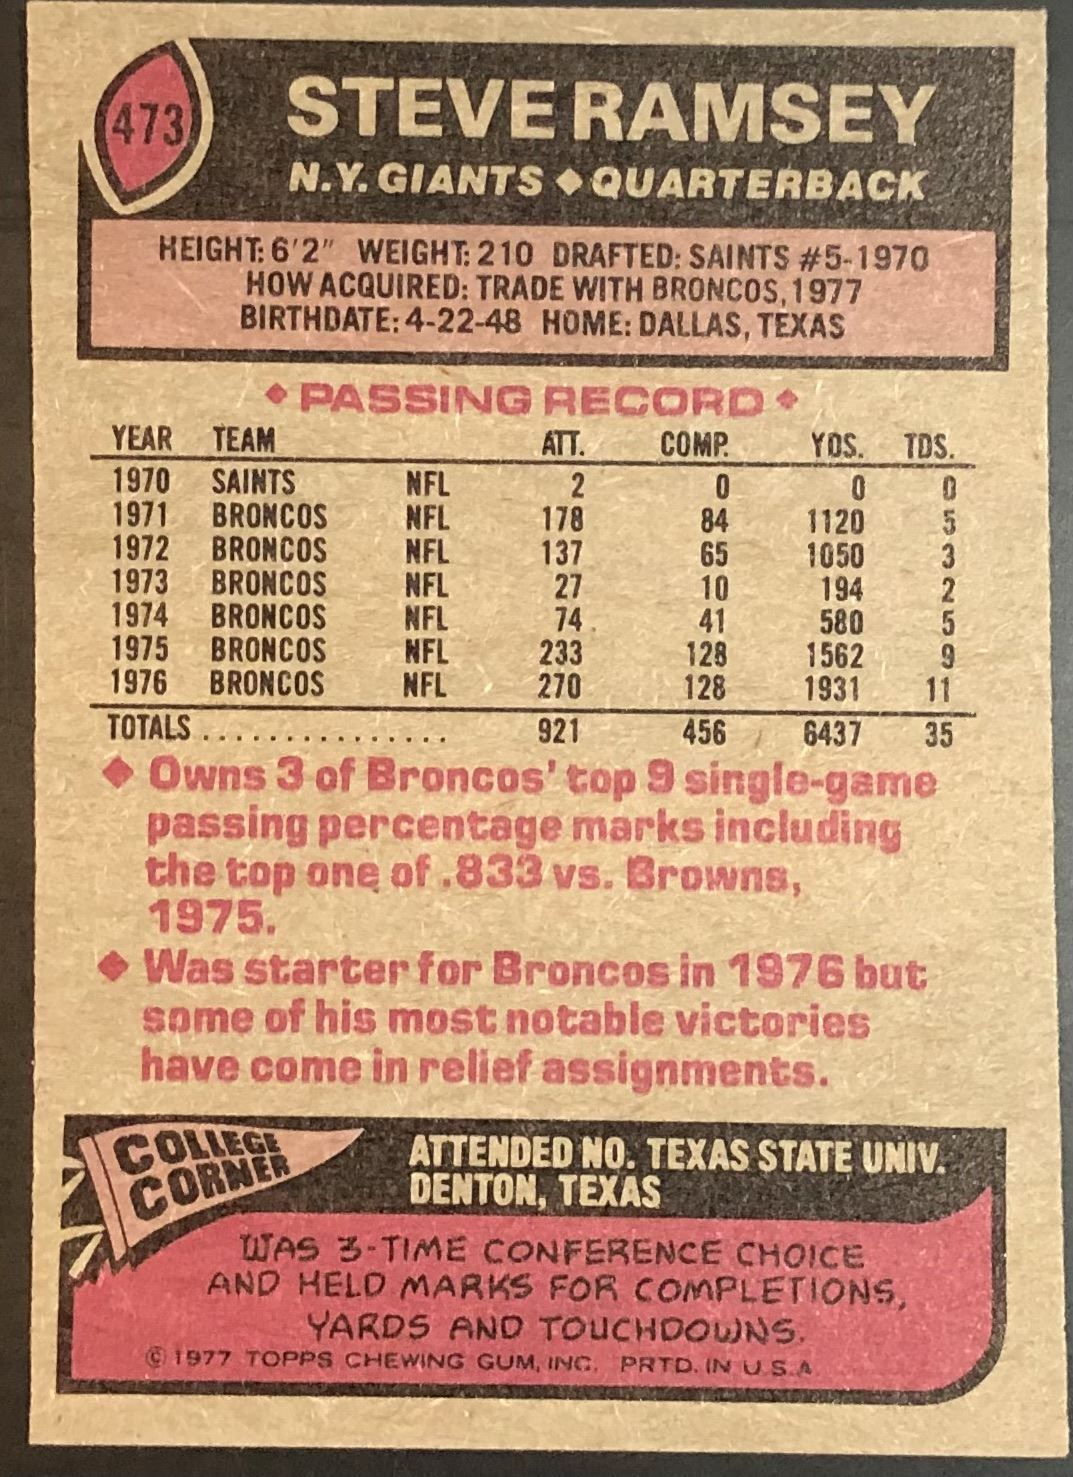 473
STEVE RAMSEY
N.Y. GIANTS ◆ QUARTERBACK
HEIGHT: 6'2" WEIGHT: 210 DRAFTED: SAINTS #5-1970
HOW ACQUIRED: TRADE WITH BRONCOS, 1977
BIRTHDATE: 4-22-48 HOME: DALLAS, TEXAS
◆ PASSING RECORD ◆
YEAR TEAM ATT. COMP. YDS. TDS.
1970 SAINTS NFL 2 0 0 0
1971 BRONCOS NFL 178 84 1120 5
1972 BRONCOS NFL 137 65 1050 3
1973 BRONCOS NFL 27 10 194 2
1974 BRONCOS NFL 74 41 580 5
1975 BRONCOS NFL 233 128 1562 9
1976 BRONCOS NFL 270 128 1931 11
TOTALS ............... 921 456 6437 35
◆ Owns 3 of Broncos' top 9 single-game
passing percentage marks including
the top one of .833 vs. Browns,
1975.
◆ Was starter for Broncos in 1976 but
some of his most notable victories
have come in relief assignments.
COLLEGE
CORNER
ATTENDED NO. TEXAS STATE UNIV.
DENTON, TEXAS
WAS 3-TIME CONFERENCE CHOICE
AND HELD MARKS FOR COMPLETIONS,
YARDS AND TOUCHDOWNS.
© 1977 TOPPS CHEWING GUM, INC. PRTD. IN U.S.A